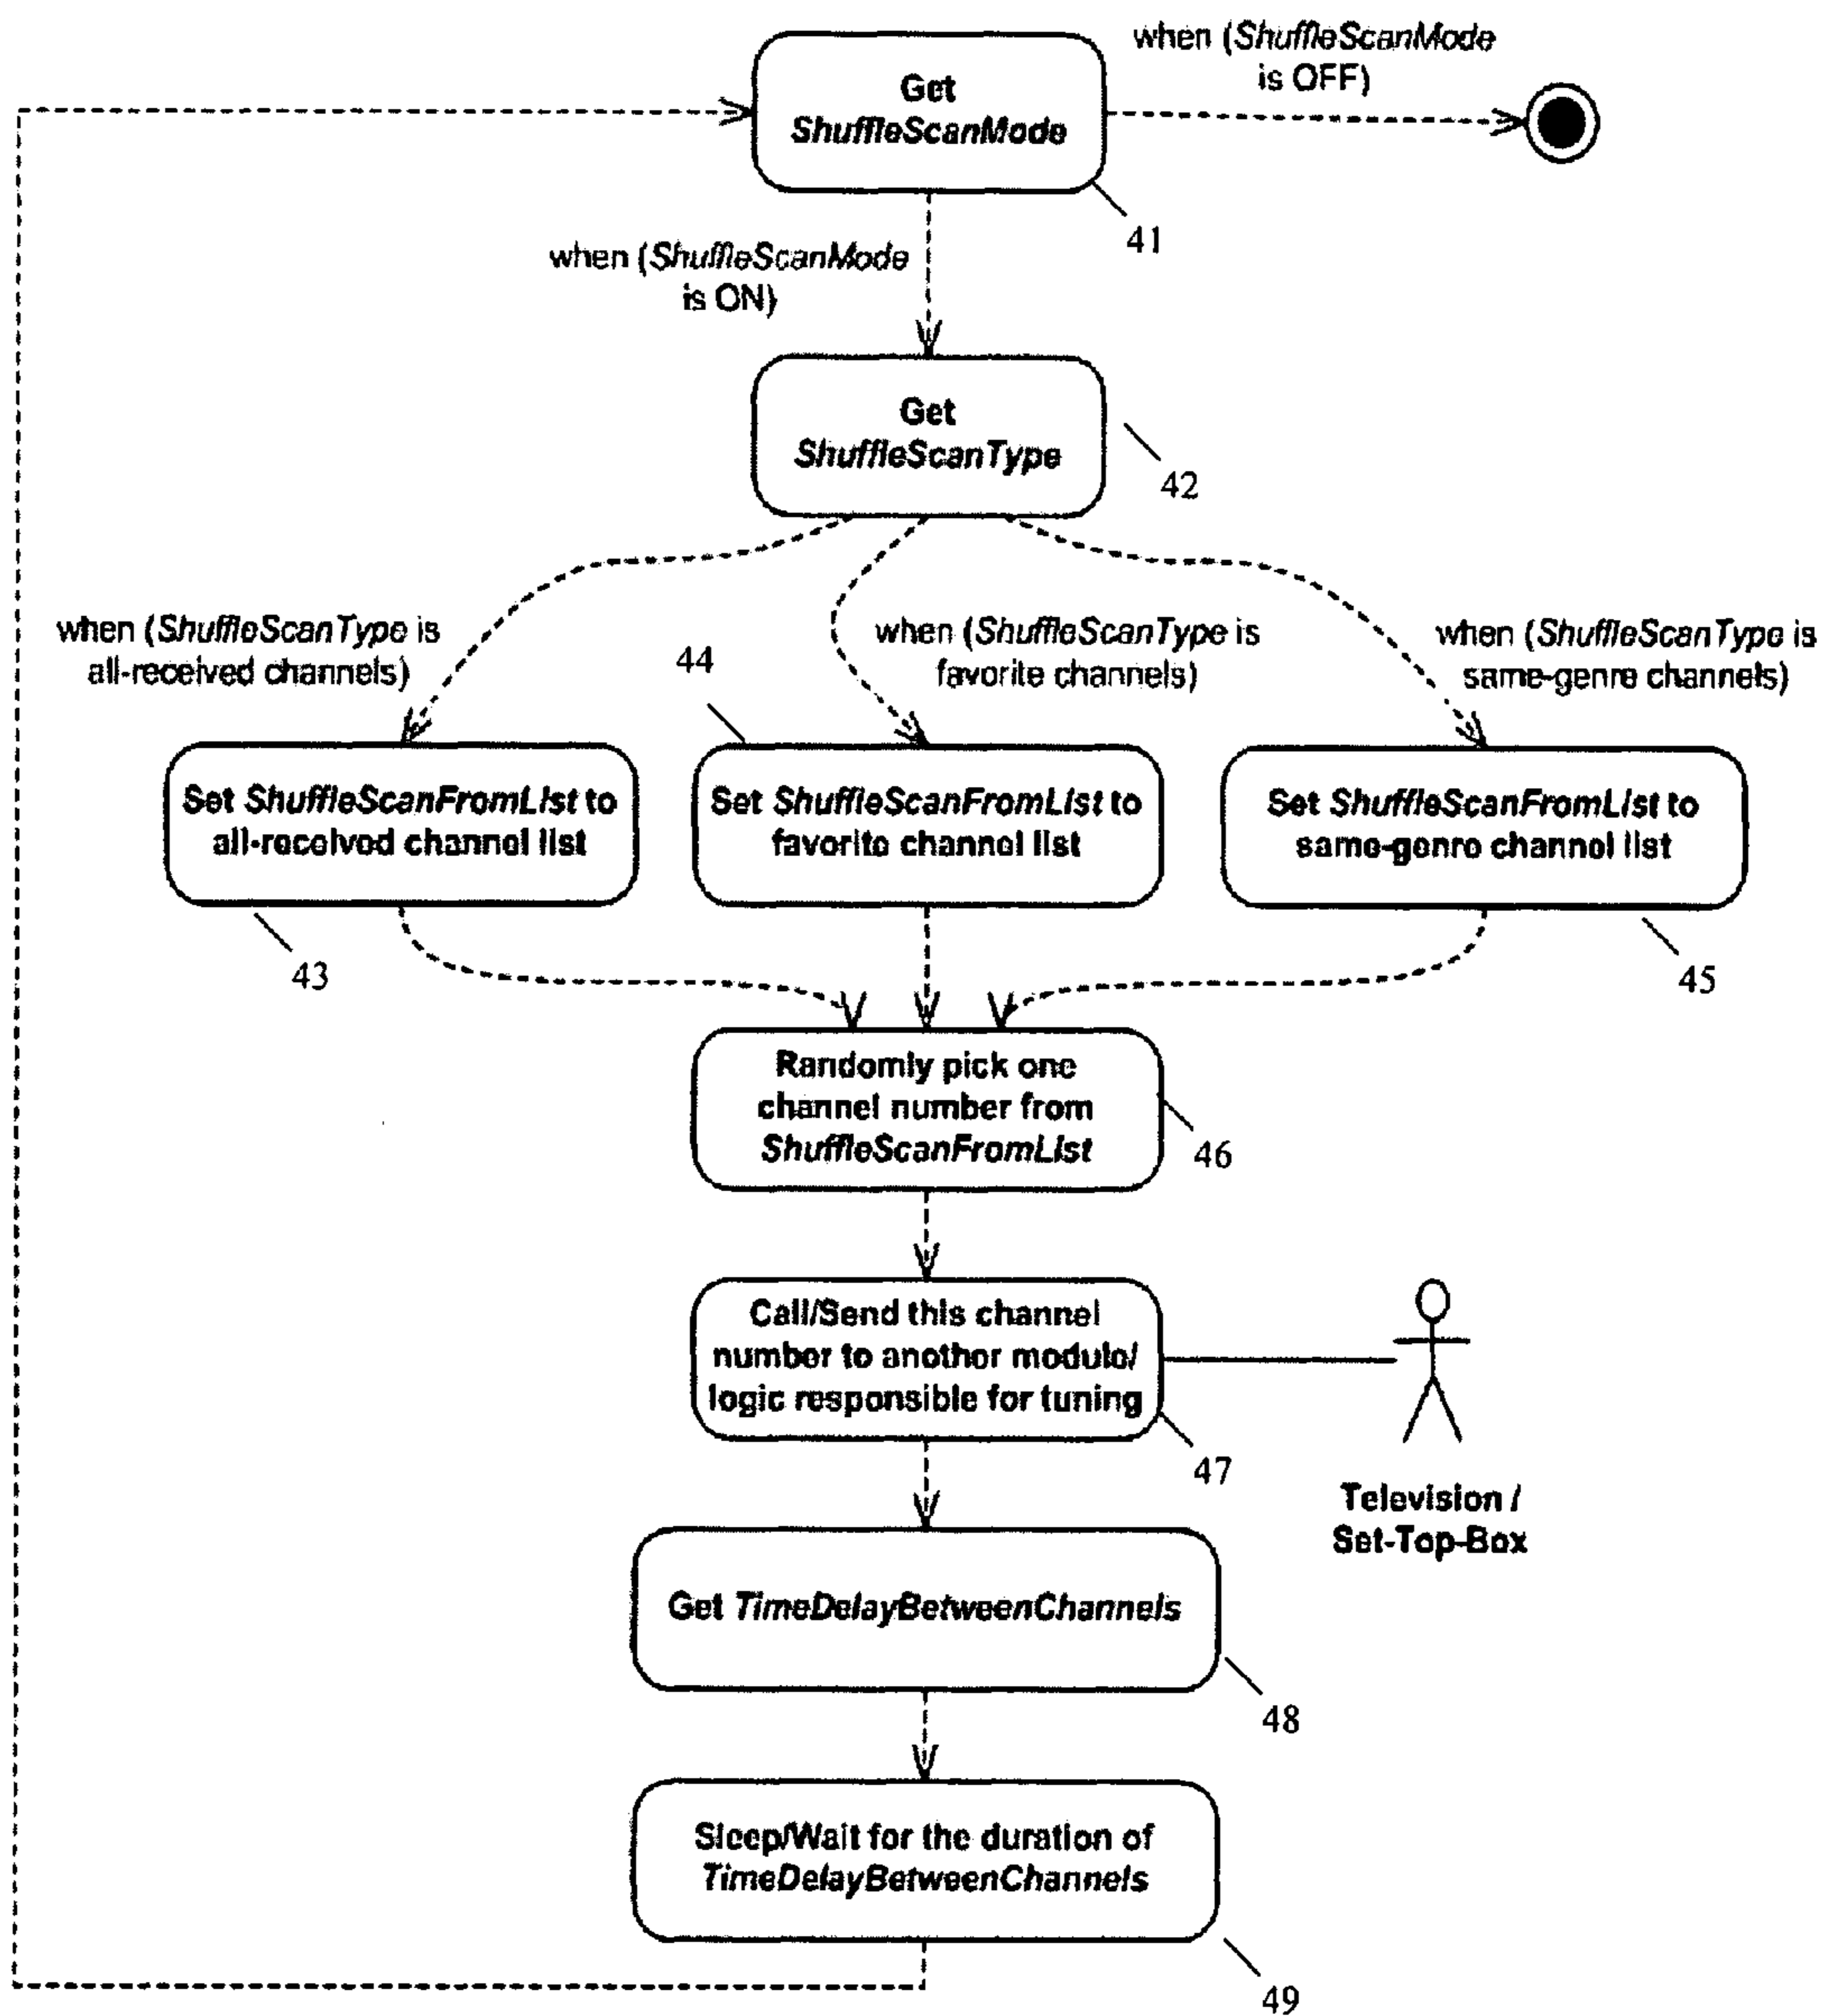 Get
ShuffleScanMode
when (ShuffleScanMode
is OFF)
41
when (ShuffleScanMode
is ON)
Get
ShuffleScanType
42
when (ShuffleScanType is
all-received channels)
44
when (ShuffleScanType is
favorite channels)
when (ShuffleScanType is
same-genre channels)
Set ShuffleScanFromList to
all-received channel list
Set ShuffleScanFromList to
favorite channel list
Set ShuffleScanFromList to
same-genre channel list
43
45
Randomly pick one
channel number from
ShuffleScanFromList
46
Call/Send this channel
number to another module/
logic responsible for tuning
47
Television /
Set-Top-Box
Get TimeDelayBetweenChannels
48
Sleep/Wait for the duration of
TimeDelayBetweenChannels
49